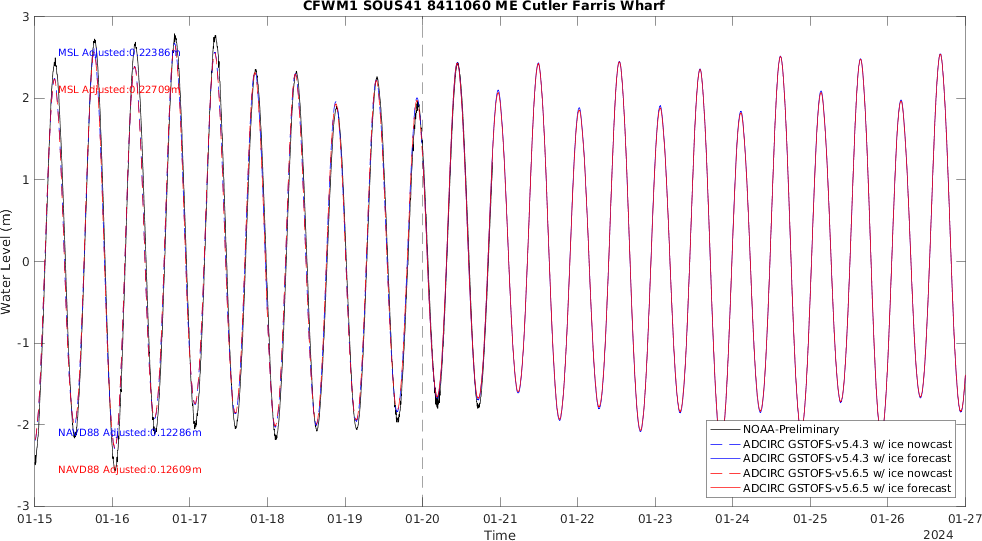 CFWM1 SOUS41 8411060 ME Cutler Farris Wharf
3
2
1
0
-1
-2
-3
Water Level (m)
MSL Adjusted:0.22386m
MSL Adjusted:0.22709m
NAVD88 Adjusted:0.12286m
NAVD88 Adjusted:0.12609m
NOAA-Preliminary
ADCIRC GSTOFS-v5.4.3 w/ ice nowcast
ADCIRC GSTOFS-v5.4.3 w/ ice forecast
ADCIRC GSTOFS-v5.6.5 w/ ice nowcast
ADCIRC GSTOFS-v5.6.5 w/ ice forecast
01-15 01-16 01-17 01-18 01-19 01-20 01-21 01-22 01-23 01-24 01-25 01-26 01-27
Time
2024